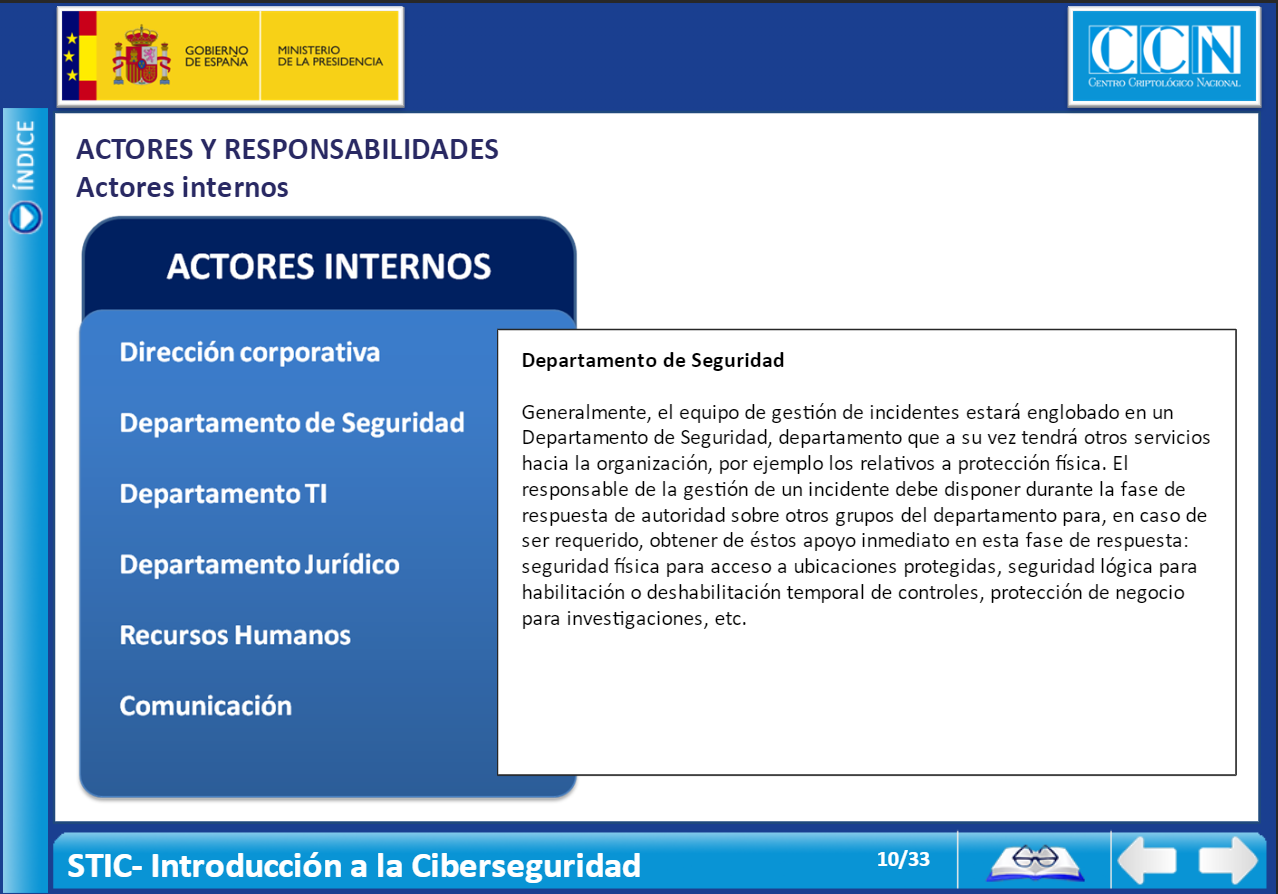 GOBIERNO
DE ESPAÑA
MINISTERIO
DE LA PRESIDENCIA
CCN
CENTRO CRIPTOLÓGICO NACIONAL
ÍNDICE
ACTORES Y RESPONSABILIDADES
Actores internos
ACTORES INTERNOS
Dirección corporativa
Departamento de Seguridad
Departamento TI
Departamento Jurídico
Recursos Humanos
Comunicación
Departamento de Seguridad
Generalmente, el equipo de gestión de incidentes estará englobado en un
Departamento de Seguridad, departamento que a su vez tendrá otros servicios
hacia la organización, por ejemplo los relativos a protección física. El
responsable de la gestión de un incidente debe disponer durante la fase de
respuesta de autoridad sobre otros grupos del departamento para, en caso de
ser requerido, obtener de éstos apoyo inmediato en esta fase de respuesta:
seguridad física para acceso a ubicaciones protegidas, seguridad lógica para
habilitación o deshabilitación temporal de controles, protección de negocio
para investigaciones, etc.
STIC- Introducción a la Ciberseguridad
10/33